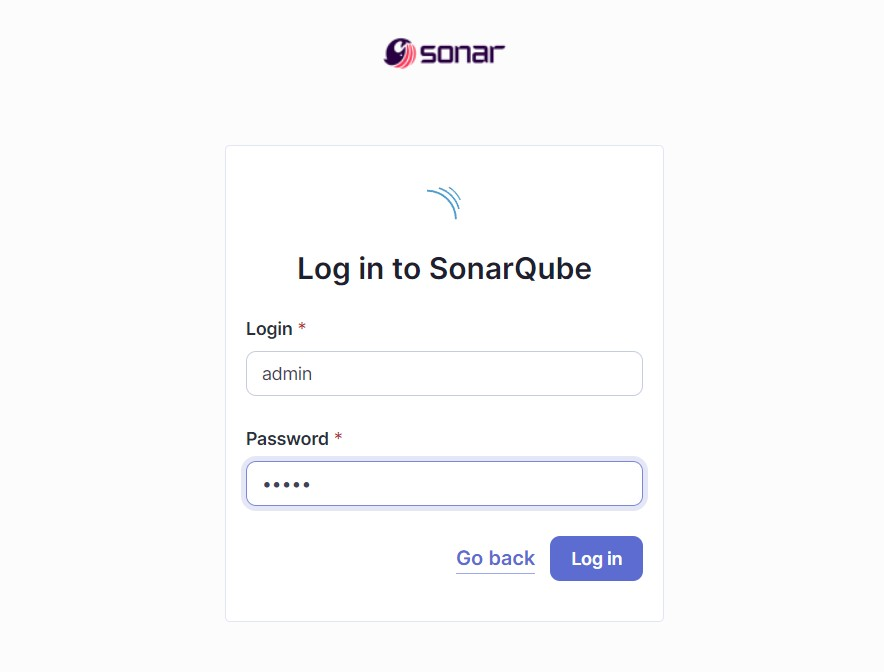 sonar
Log in to SonarQube
Login *
admin
Password *
•••••
Go back Log in